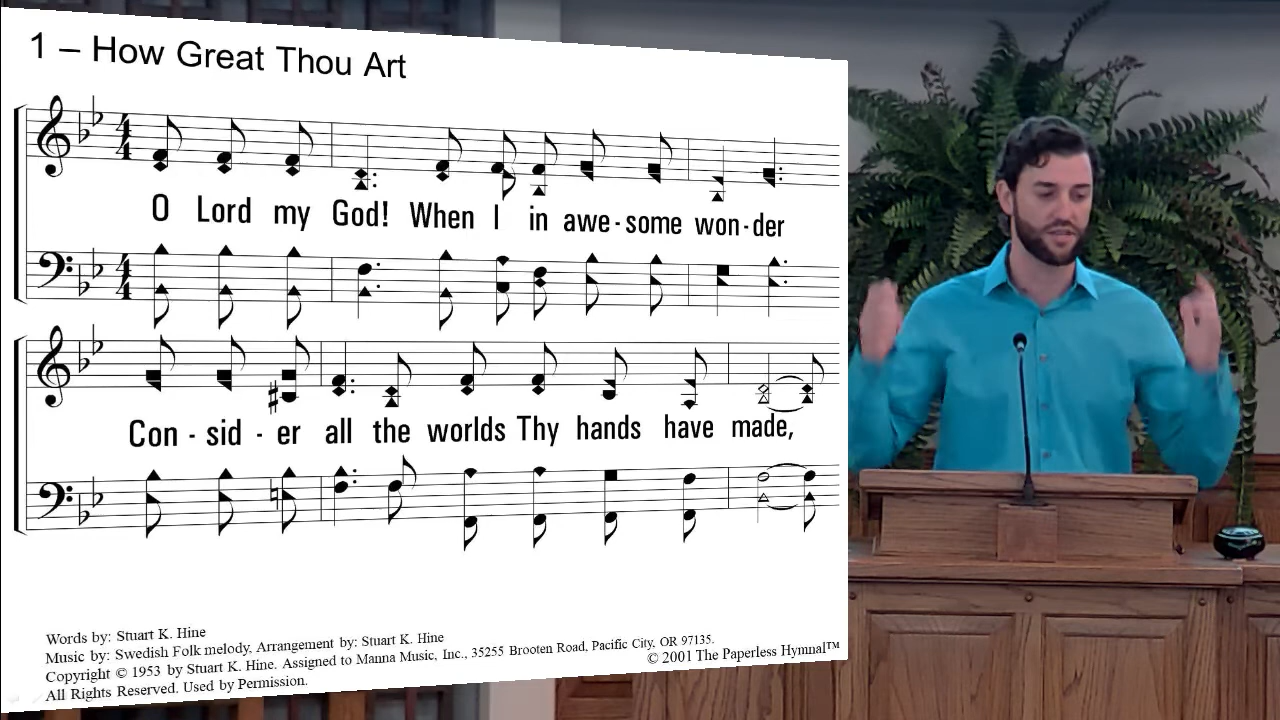 1 – How Great Thou Art
O Lord my God! When I in awe - some won - der
Con - sid - er all the worlds Thy hands have made,
Words by: Stuart K. Hine
Music by: Swedish Folk melody, Arrangement by: Stuart K. Hine
Copyright © 1953 by Stuart K. Hine. Assigned to Manna Music, Inc., 35255 Brooten Road, Pacific City, OR 97135.
All Rights Reserved. Used by Permission.
© 2001 The Paperless Hymnal™